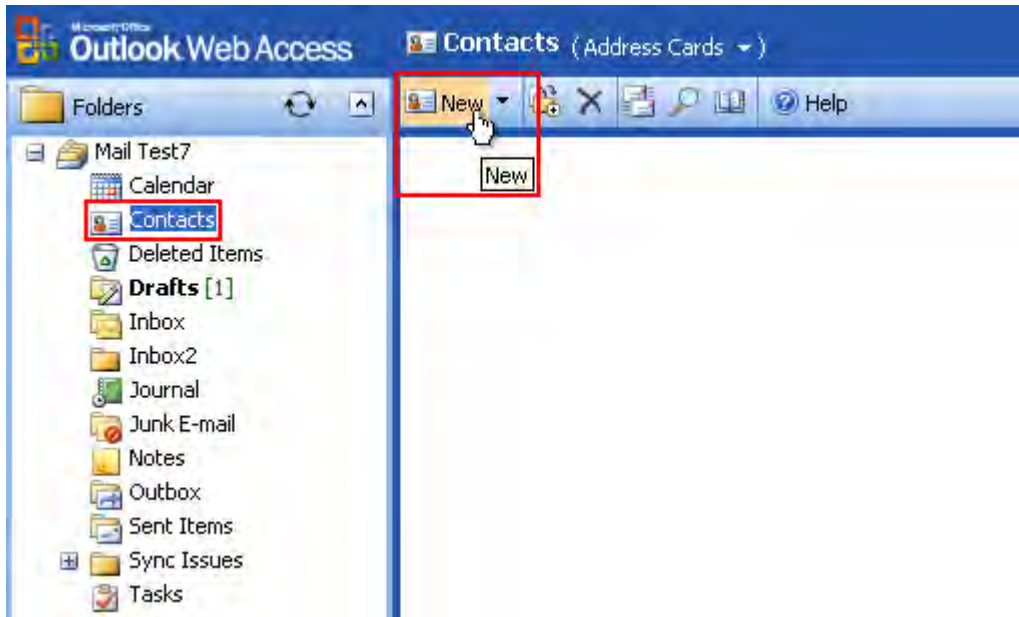 Microsoft Office
Outlook Web Access
Contacts (Address Cards )
Folders
New
Help
New
Mail Test7
Calendar
Contacts
Deleted Items
Drafts [1]
Inbox
Inbox2
Journal
Junk E-mail
Notes
Outbox
Sent Items
Sync Issues
Tasks